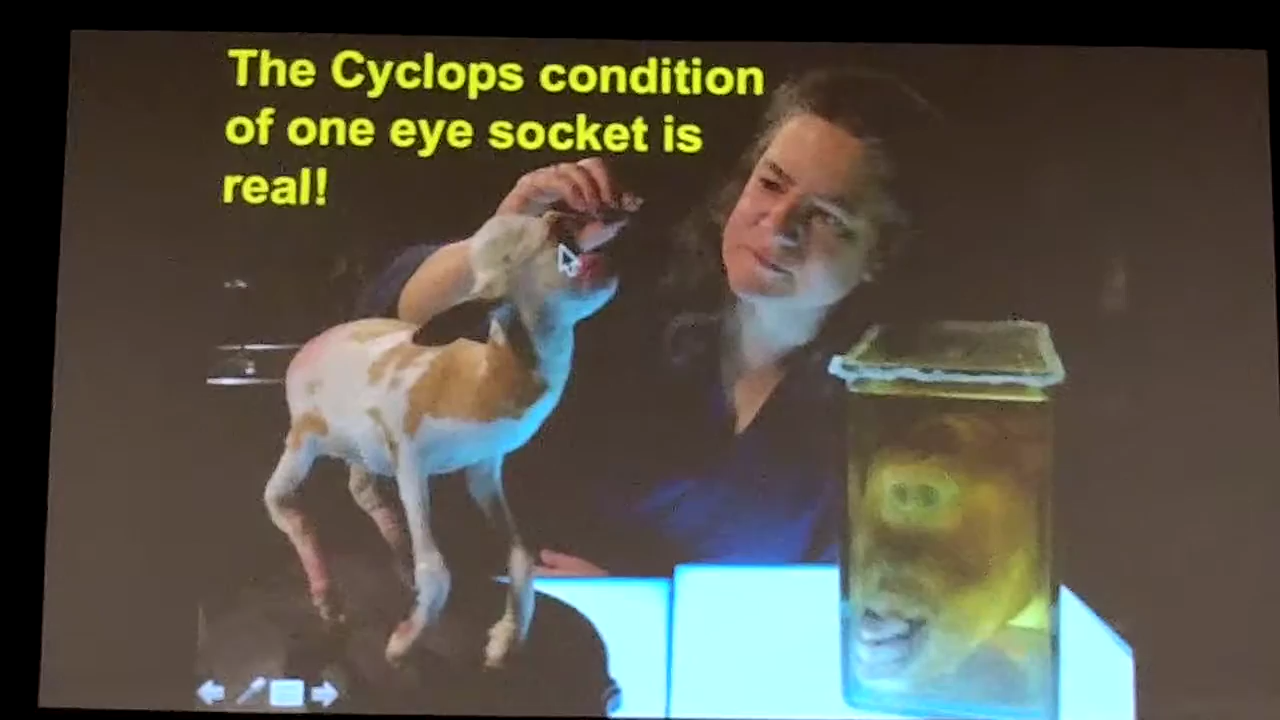 The Cyclops condition
of one eye socket is
real!